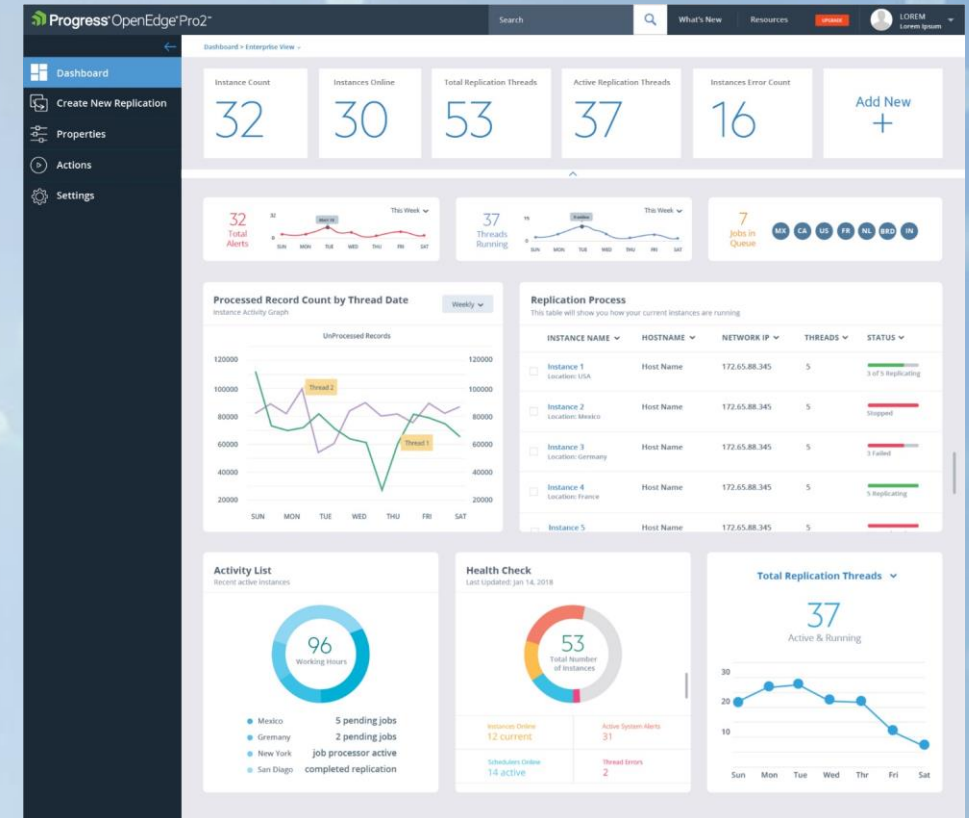 Progress® OpenEdge® Pro2™
Search
What's New
Resources
UPGRADE
LOREM
Lorem Ipsum
Dashboard > Enterprise View
Dashboard
Create New Replication
Properties
Actions
Settings
Instance Count
32
Instances Online
30
Total Replication Threads
53
Active Replication Threads
37
Instances Error Count
16
Add New
+
32
Total
Alerts
32
0
This Week
SUN MON TUE WED THU FRI SAT
37
Threads
Running
15
0
This Week
SUN MON TUE WED THU FRI SAT
7
Jobs in
Queue
MX CA US FR NL BRD IN
Processed Record Count by Thread Date
Instance Activity Graph
Weekly
UnProcessed Records
120000 120000
100000 100000
80000 80000
60000 60000
40000 40000
20000 20000
Thread 2
Thread 1
SUN MON TUE WED THU FRI SAT
Replication Process
This table will show you how your current instances are running
INSTANCE NAME HOSTNAME NETWORK IP THREADS STATUS
Instance 1 Host Name 172.65.88.345 5
Location: USA 3 of 5 Replicating
Instance 2 Host Name 172.65.88.345 5
Location: Mexico Stopped
Instance 3 Host Name 172.65.88.345 5
Location: Germany 3 Failed
Instance 4 Host Name 172.65.88.345 5
Location: France 5 Replicating
Instance 5 Host Name 172.65.88.345 5
Activity List
Recent active instances
96
Working Hours
Mexico 5 pending jobs
Gremany 2 pending jobs
New York job processor active
San Diago completed replication
Health Check
Last Updated: Jan 14, 2018
53
Total Number
of Instances
Instances Online
12 current
Active System Alerts
31
Schedulers Online
14 active
Thread Errors
2
Total Replication Threads
37
Active & Running
30
20
10
Sun Mon Tue Wed Thr Fri Sat